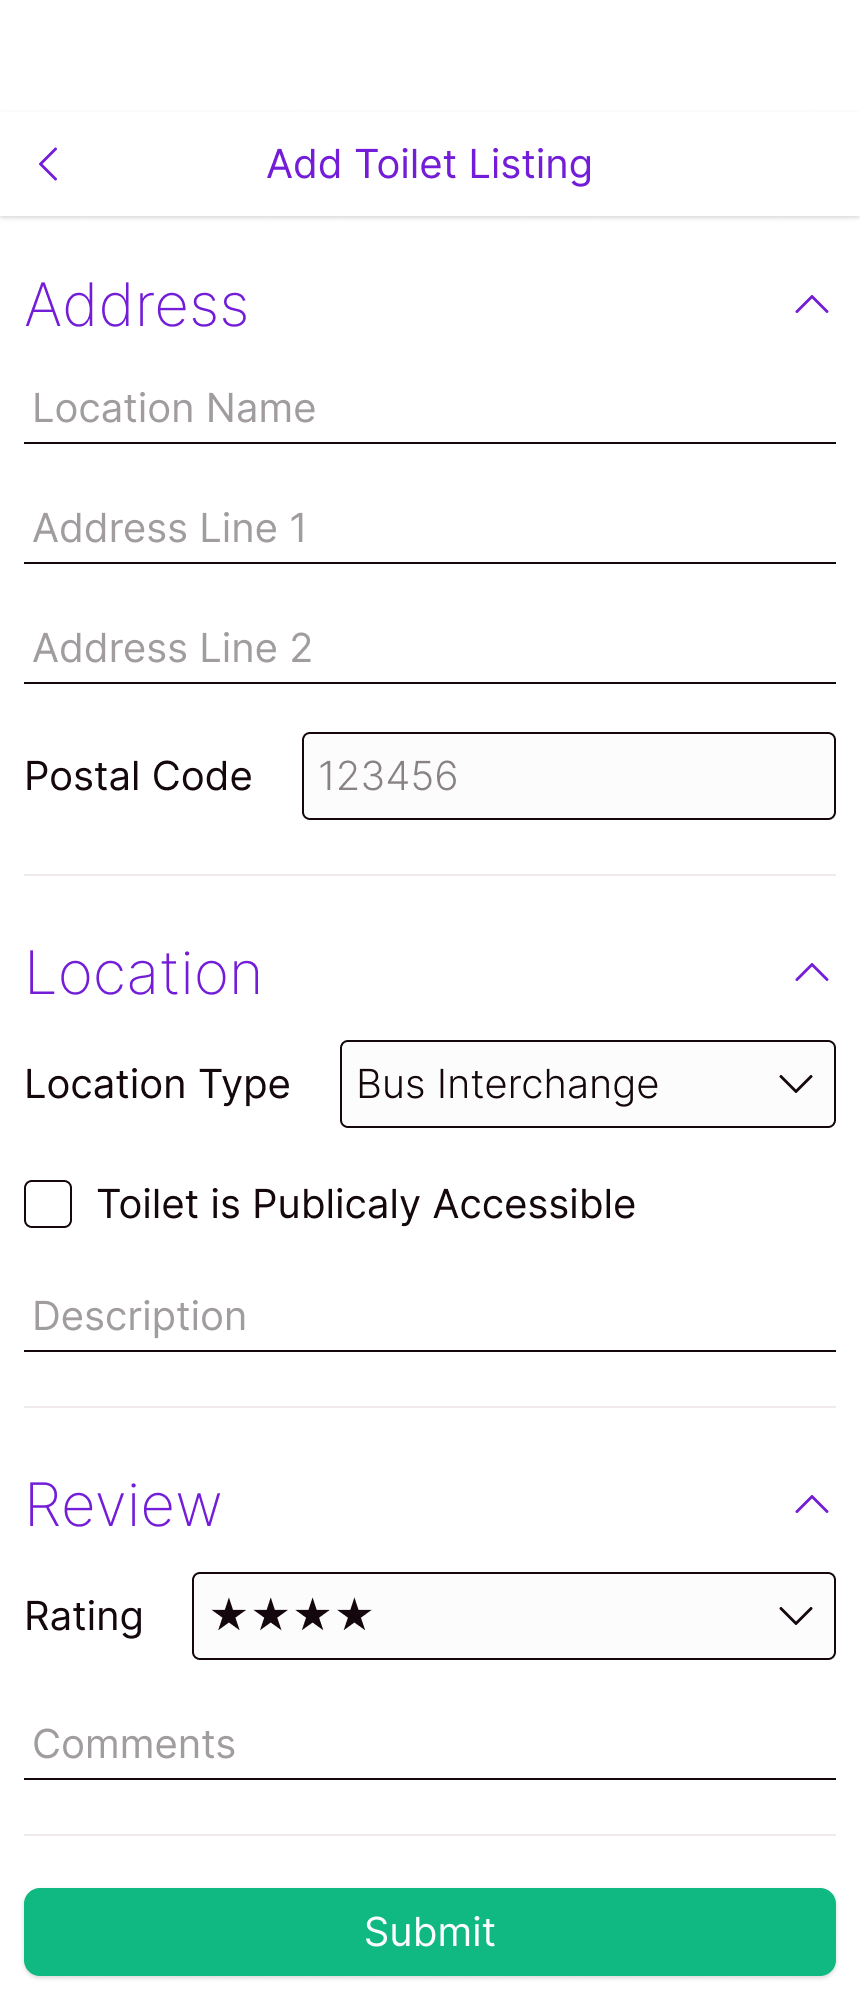 Add Toilet Listing
Address
Location Name
Address Line 1
Address Line 2
Postal Code 123456
Location
Location Type Bus Interchange
Toilet is Publicaly Accessible
Description
Review
Rating ★★★★
Comments
Submit